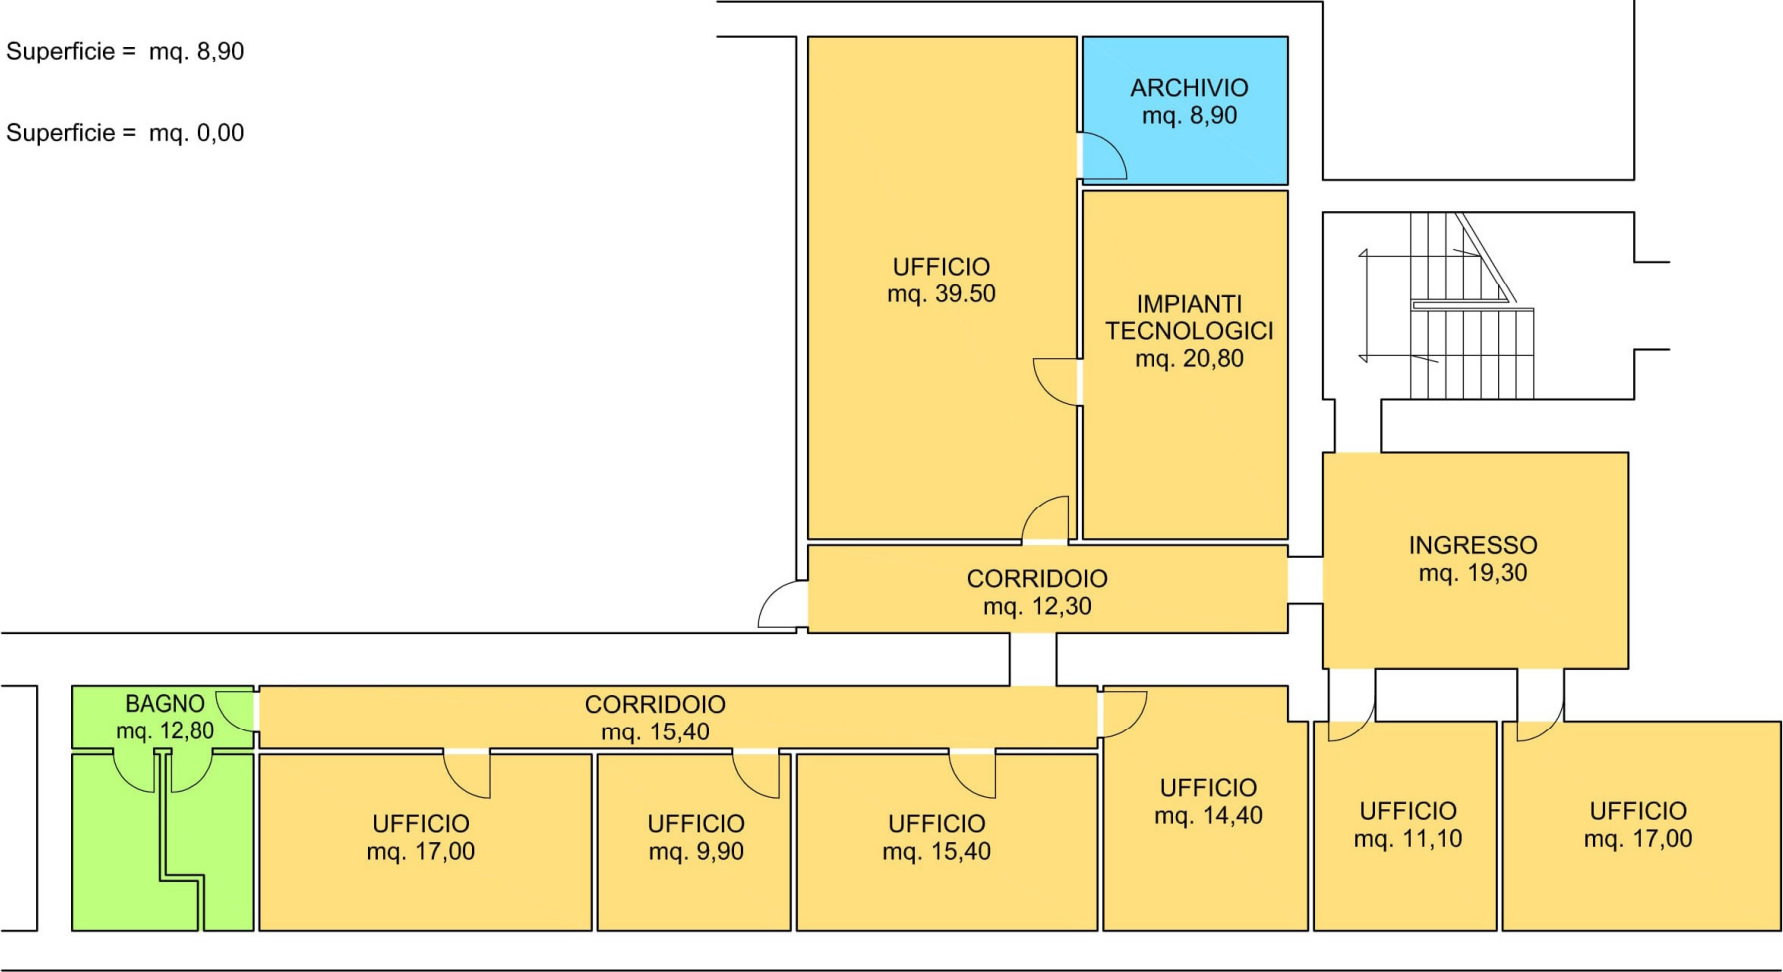 Superficie = mq. 8,90
Superficie = mq. 0,00
ARCHIVIO
mq. 8,90
UFFICIO
mq. 39.50
IMPIANTI
TECNOLOGICI
mq. 20,80
INGRESSO
mq. 19,30
CORRIDOIO
mq. 12,30
BAGNO
mq. 12,80
CORRIDOIO
mq. 15,40
UFFICIO
mq. 17,00
UFFICIO
mq. 9,90
UFFICIO
mq. 15,40
UFFICIO
mq. 14,40
UFFICIO
mq. 11,10
UFFICIO
mq. 17,00